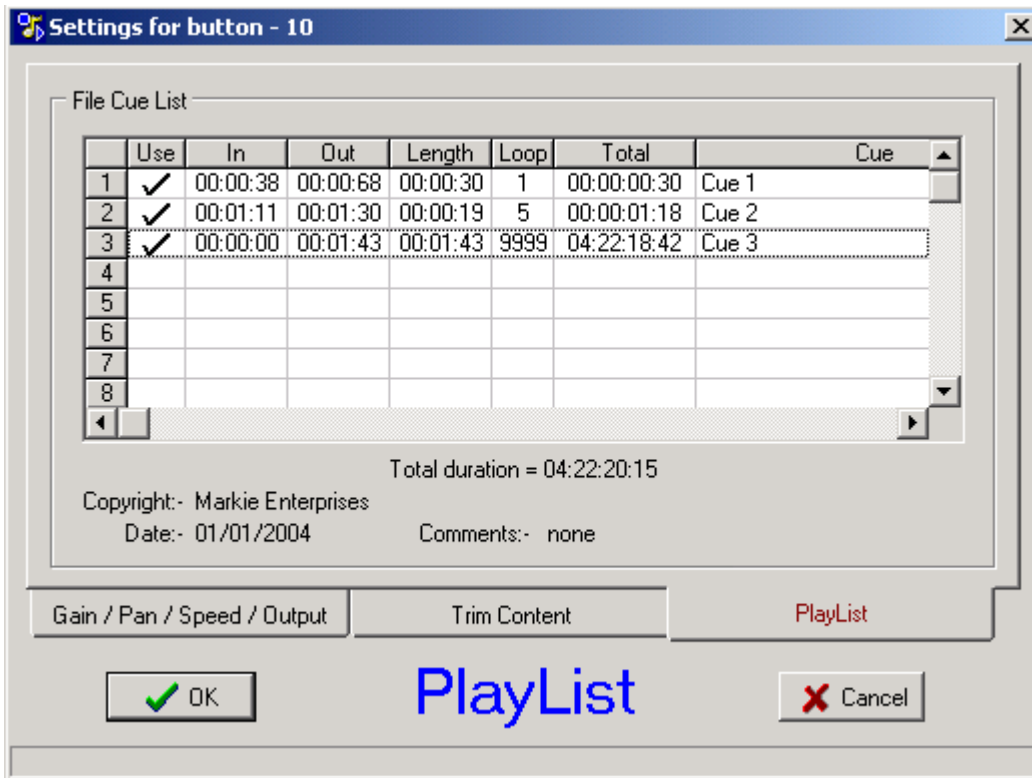 Settings for button - 10
File Cue List
Use In Out Length Loop Total Cue
1 00:00:38 00:00:68 00:00:30 1 00:00:00:30 Cue 1
2 00:01:11 00:01:30 00:00:19 5 00:00:01:18 Cue 2
3 00:00:00 00:01:43 00:01:43 9999 04:22:18:42 Cue 3
4
5
6
7
8
Total duration = 04:22:20:15
Copyright:- Markie Enterprises
Date:- 01/01/2004 Comments:- none
Gain / Pan / Speed / Output Trim Content PlayList
OK PlayList Cancel